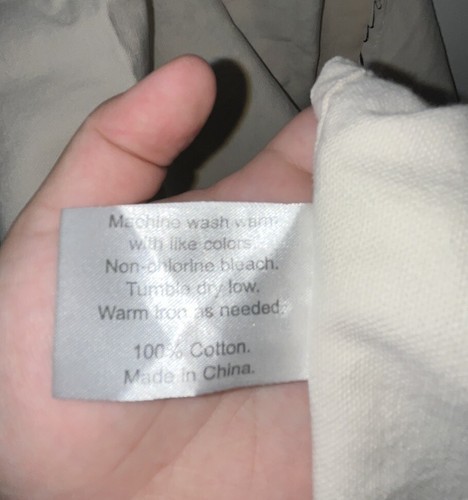 Machine wash warm
with like colors.
Non-chlorine bleach.
Tumble dry low.
Warm iron as needed.
100% Cotton.
Made in China.